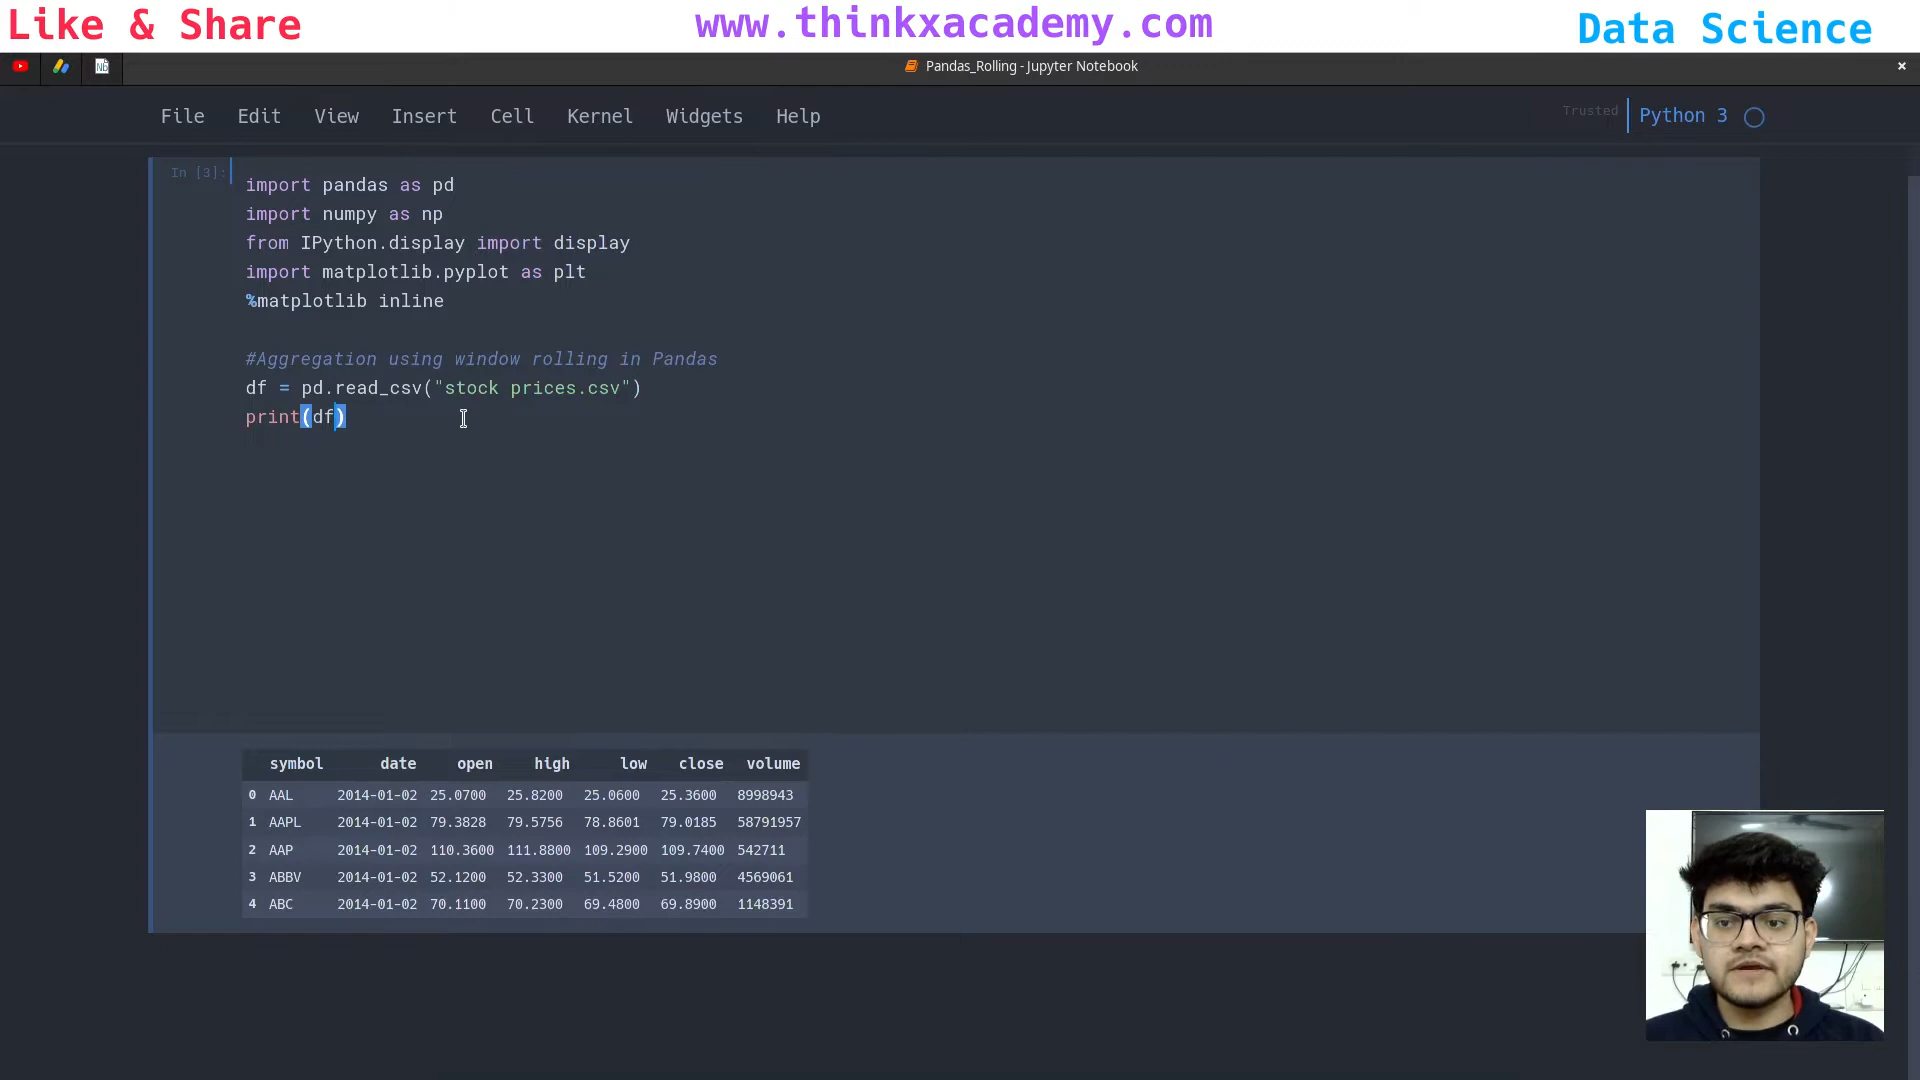 Like & Share
www.thinkxacademy.com
Data Science
Nb
Pandas_Rolling - Jupyter Notebook
File Edit View Insert Cell Kernel Widgets Help
Trusted
Python 3
In [3]:
import pandas as pd
import numpy as np
from IPython.display import display
import matplotlib.pyplot as plt
%matplotlib inline
#Aggregation using window rolling in Pandas
df = pd.read_csv("stock prices.csv")
print(df)
symbol date open high low close volume
0 AAL 2014-01-02 25.0700 25.8200 25.0600 25.3600 8998943
1 AAPL 2014-01-02 79.3828 79.5756 78.8601 79.0185 58791957
2 AAP 2014-01-02 110.3600 111.8800 109.2900 109.7400 542711
3 ABBV 2014-01-02 52.1200 52.3300 51.5200 51.9800 4569061
4 ABC 2014-01-02 70.1100 70.2300 69.4800 69.8900 1148391